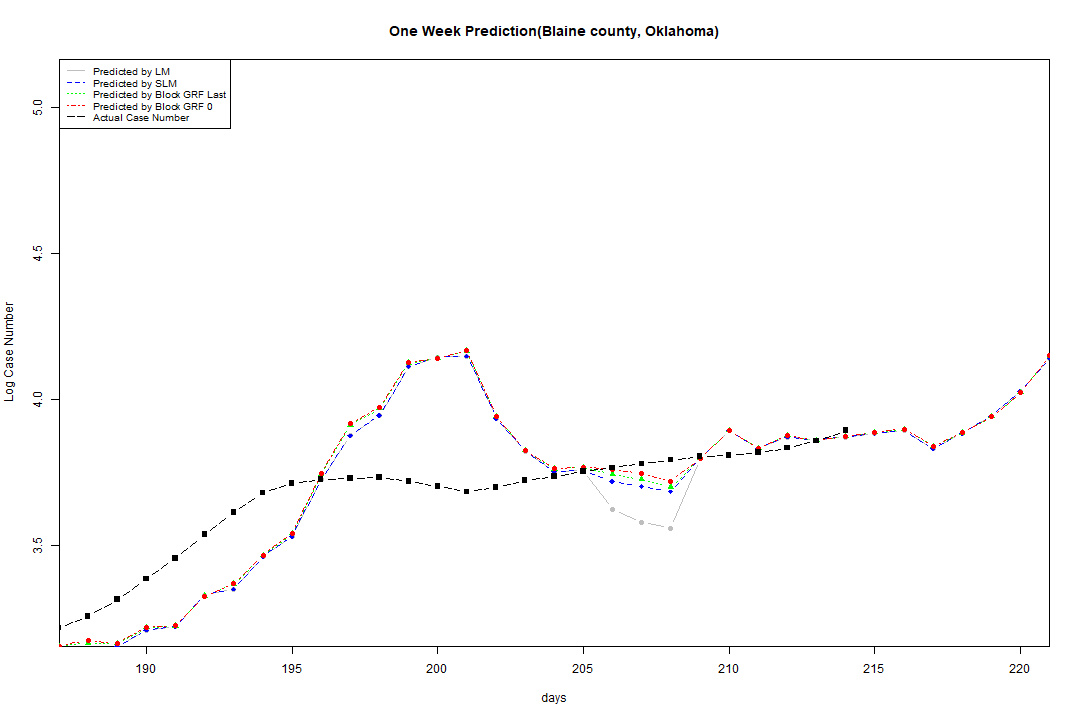 One Week Prediction(Blaine county, Oklahoma)
Predicted by LM
Predicted by SLM
Predicted by Block GRF Last
Predicted by Block GRF 0
Actual Case Number
5.0
4.5
4.0
3.5
Log Case Number
190 195 200 205 210 215 220
days